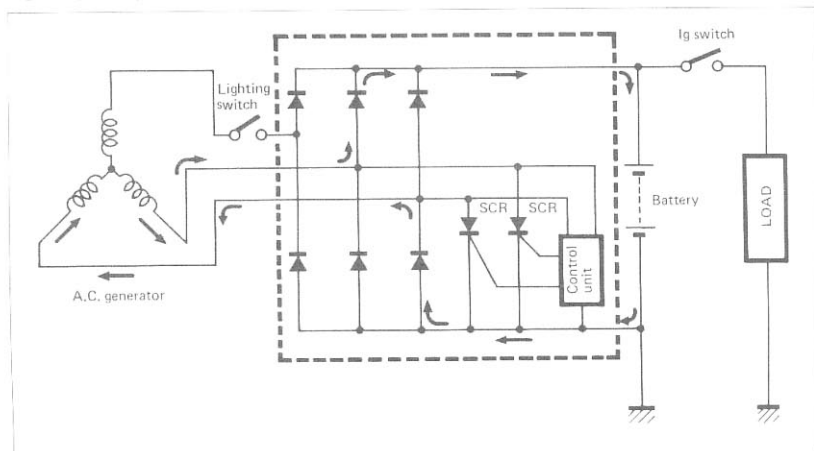 Ig switch
Lighting
switch
SCR
SCR
Battery
LOAD
Control
unit
A.C. generator